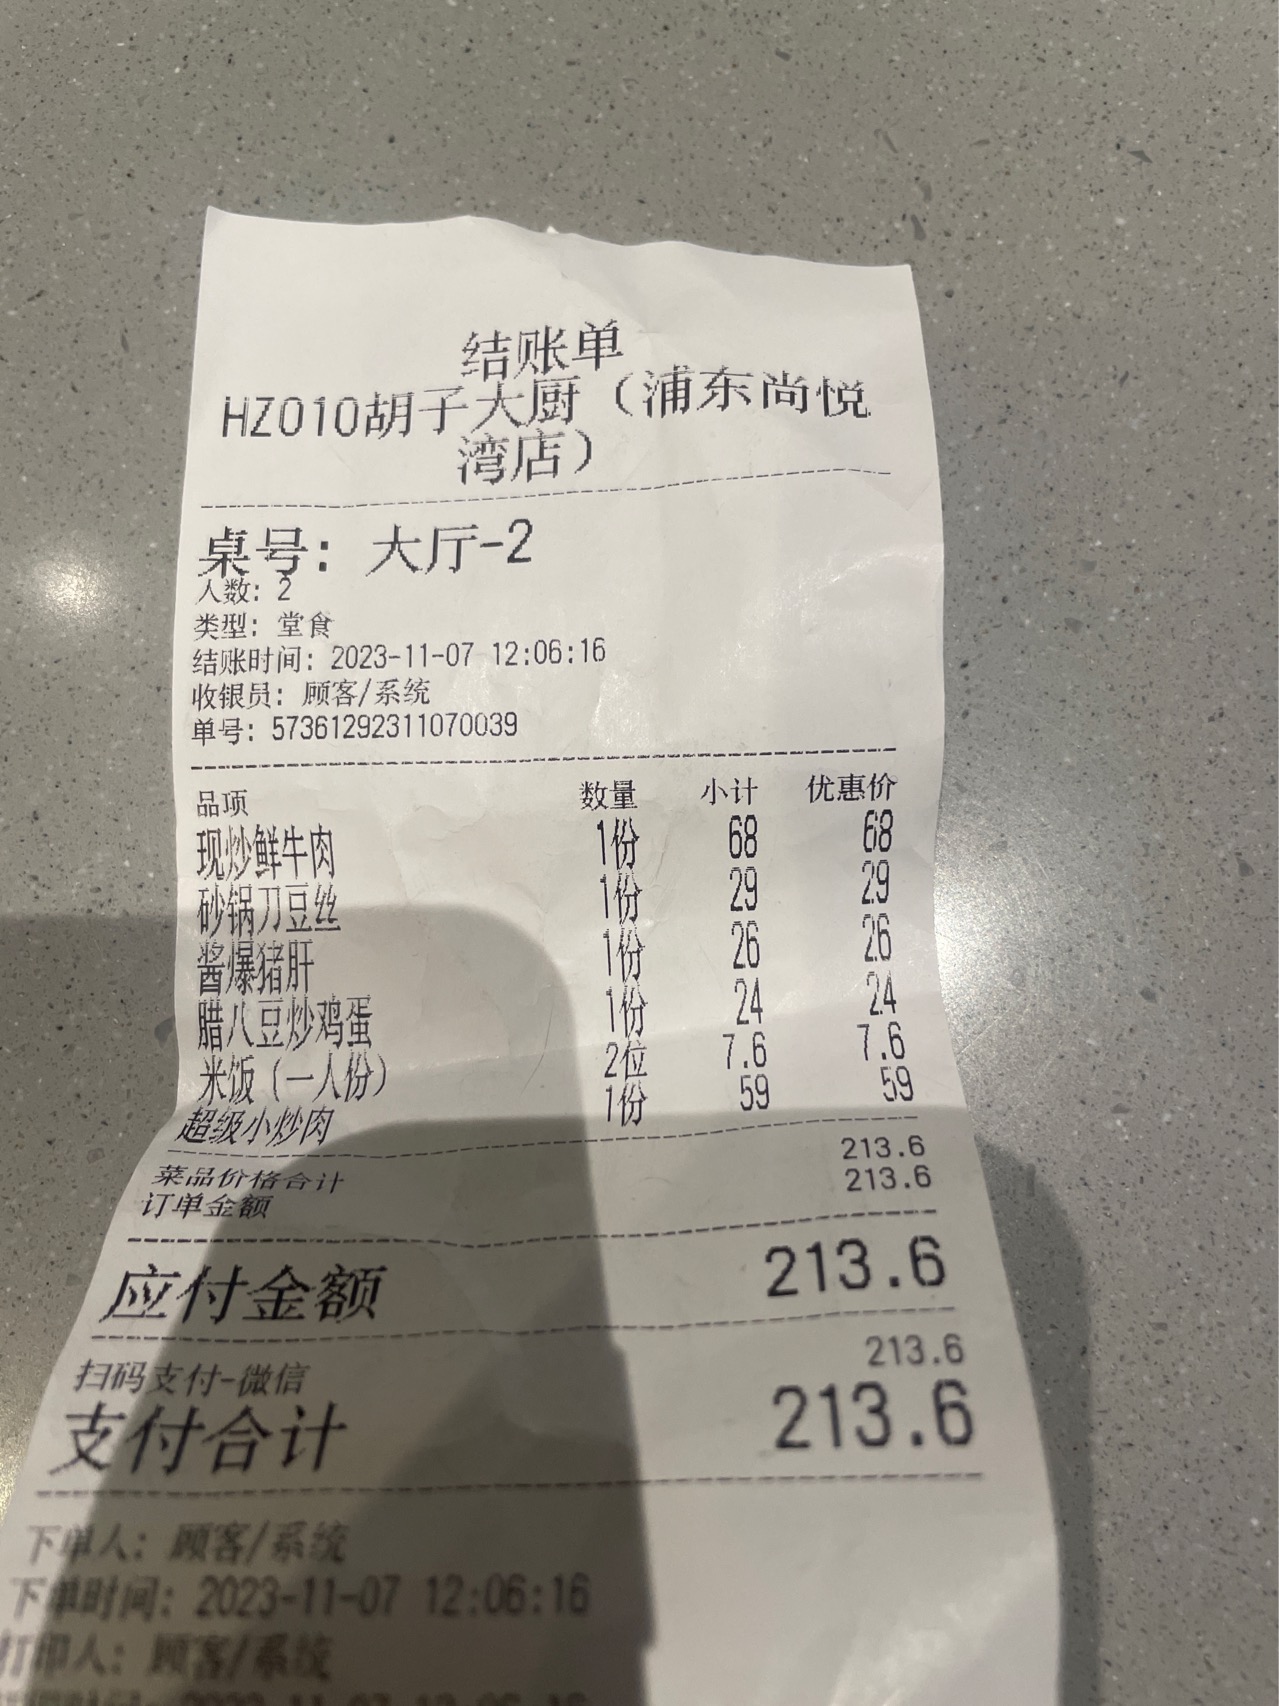 结账单
HZ010胡子大厨（浦东尚悦
湾店）
桌号：大厅-2
人数：2
类型：堂食
结账时间：2023-11-07 12:06:16
收银员：顾客/系统
单号：57361292311070039
品项 数量 小计 优惠价
现炒鲜牛肉 1份 68 68
砂锅刀豆丝 1份 29 29
酱爆猪肝 1份 26 26
腊八豆炒鸡蛋 1份 24 24
米饭（一人份） 2位 7.6 7.6
超级小炒肉 1份 59 59
菜品价格合计 213.6
订单金额 213.6
应付金额 213.6
扫码支付-微信 213.6
支付合计 213.6
下单人：顾客/系统
下单时间：2023-11-07 12:06:16
打印人：顾客/系统